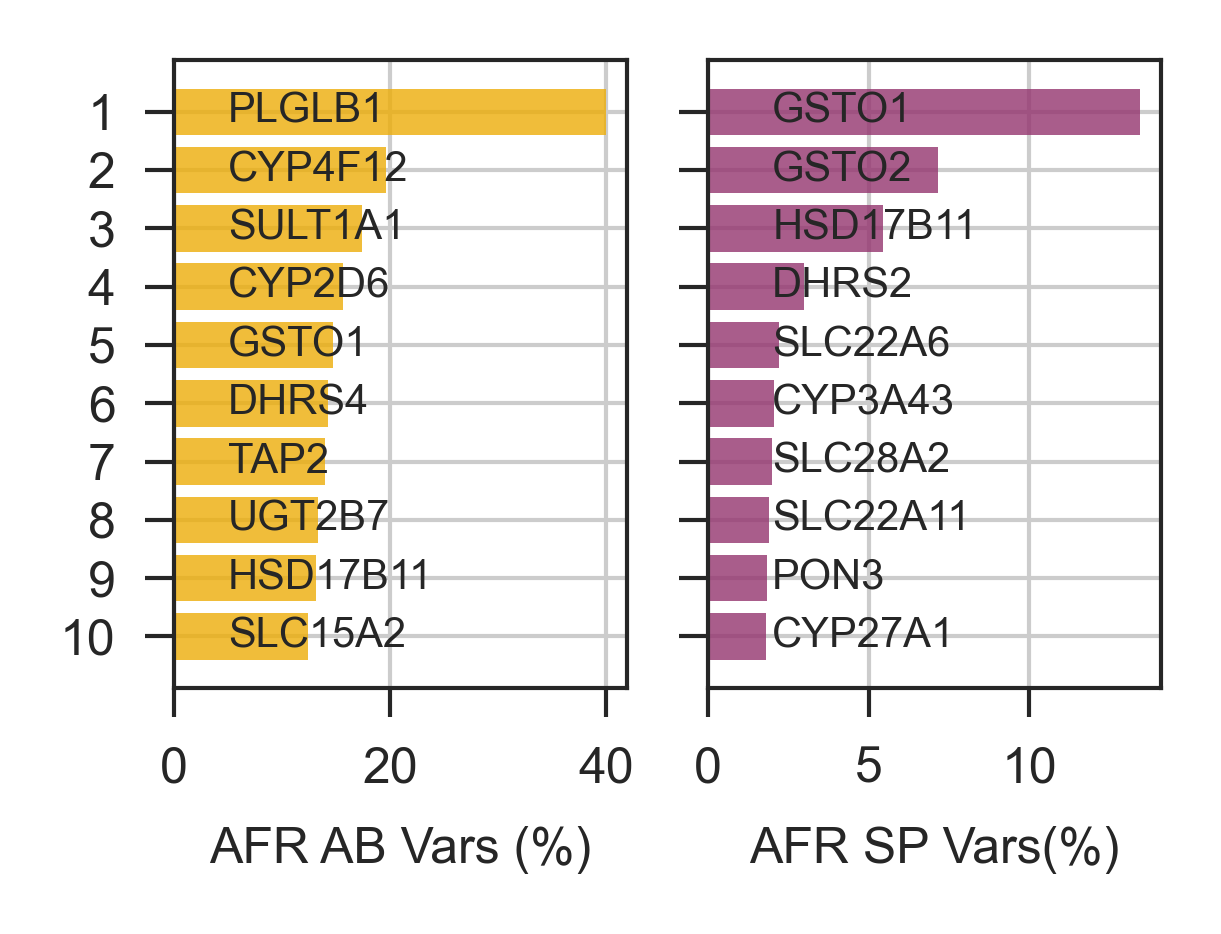 1
2
3
4
5
6
7
8
9
10
PLGLB1
CYP4F12
SULT1A1
CYP2D6
GSTO1
DHRS4
TAP2
UGT2B7
HSD17B11
SLC15A2
0 20 40
AFR AB Vars (%)
GSTO1
GSTO2
HSD17B11
DHRS2
SLC22A6
CYP3A43
SLC28A2
SLC22A11
PON3
CYP27A1
0 5 10
AFR SP Vars(%)